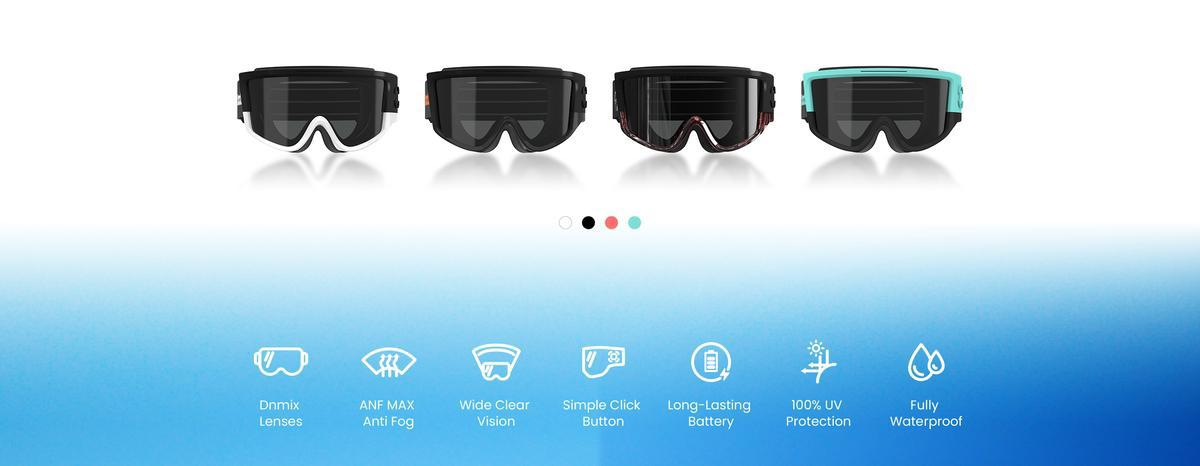 Dnmix
Lenses
ANF MAX
Anti Fog
Wide Clear
Vision
Simple Click
Button
Long-Lasting
Battery
100% UV
Protection
Fully
Waterproof